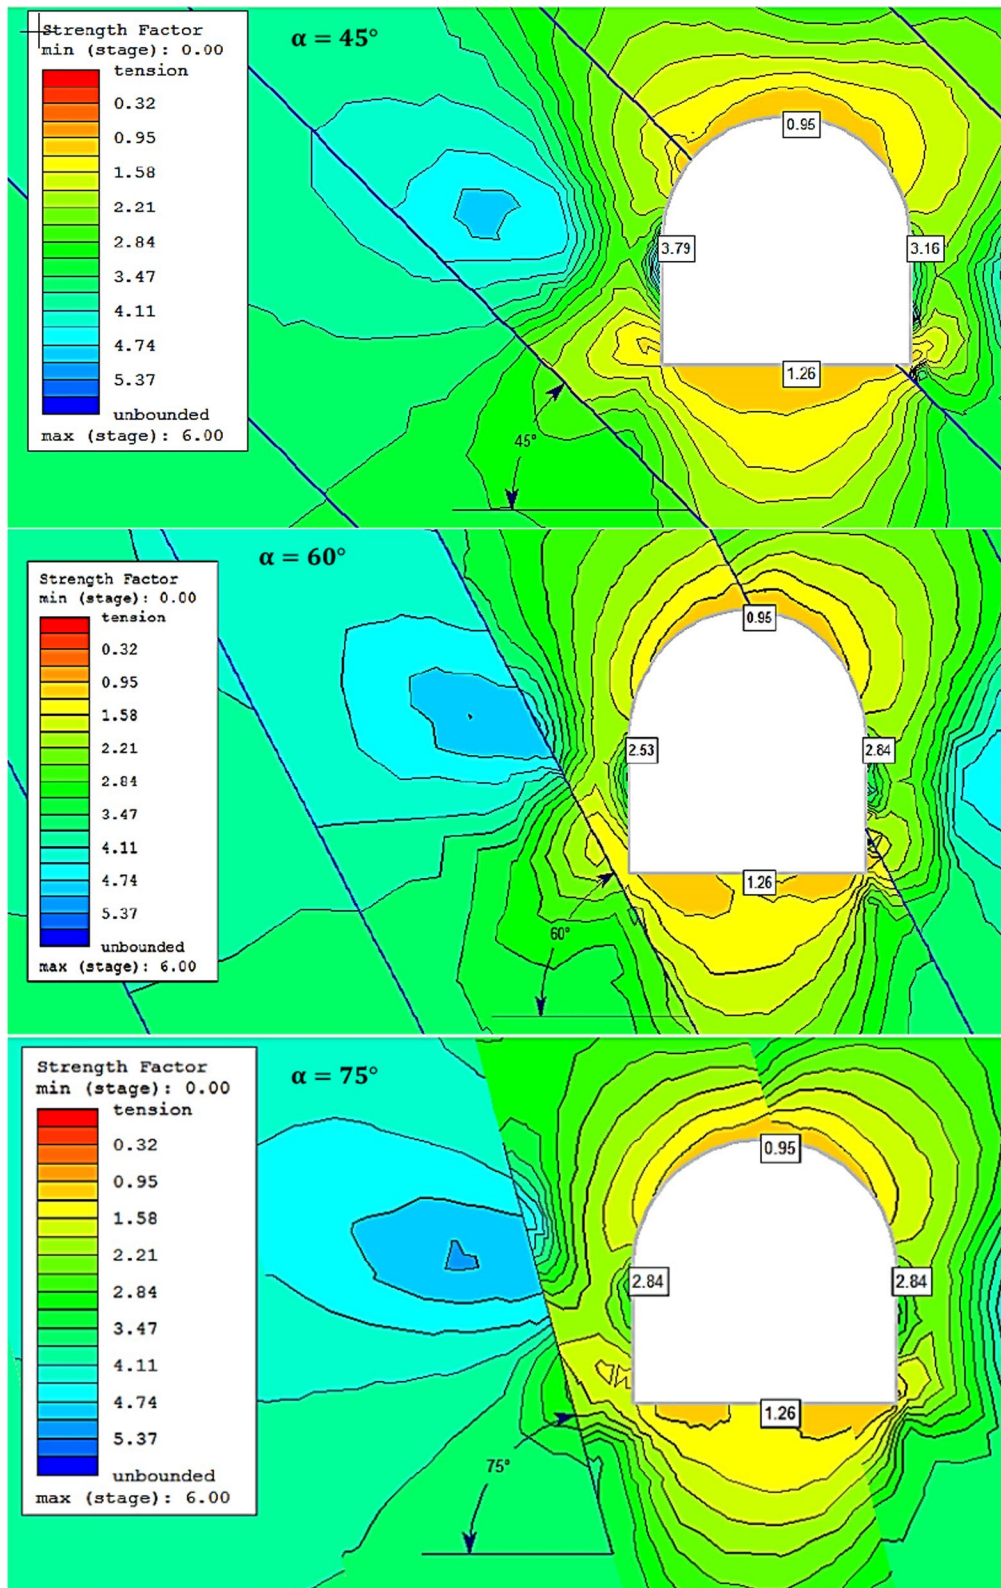 Strength Factor
min (stage): 0.00
tension
0.32
0.95
1.58
2.21
2.84
3.47
4.11
4.74
5.37
unbounded
max (stage): 6.00
α = 45°
0.95
3.79
3.16
1.26
45°
Strength Factor
min (stage): 0.00
tension
0.32
0.95
1.58
2.21
2.84
3.47
4.11
4.74
5.37
unbounded
max (stage): 6.00
α = 60°
0.95
2.53
2.84
1.26
60°
Strength Factor
min (stage): 0.00
tension
0.32
0.95
1.58
2.21
2.84
3.47
4.11
4.74
5.37
unbounded
max (stage): 6.00
α = 75°
0.95
2.84
2.84
1.26
75°